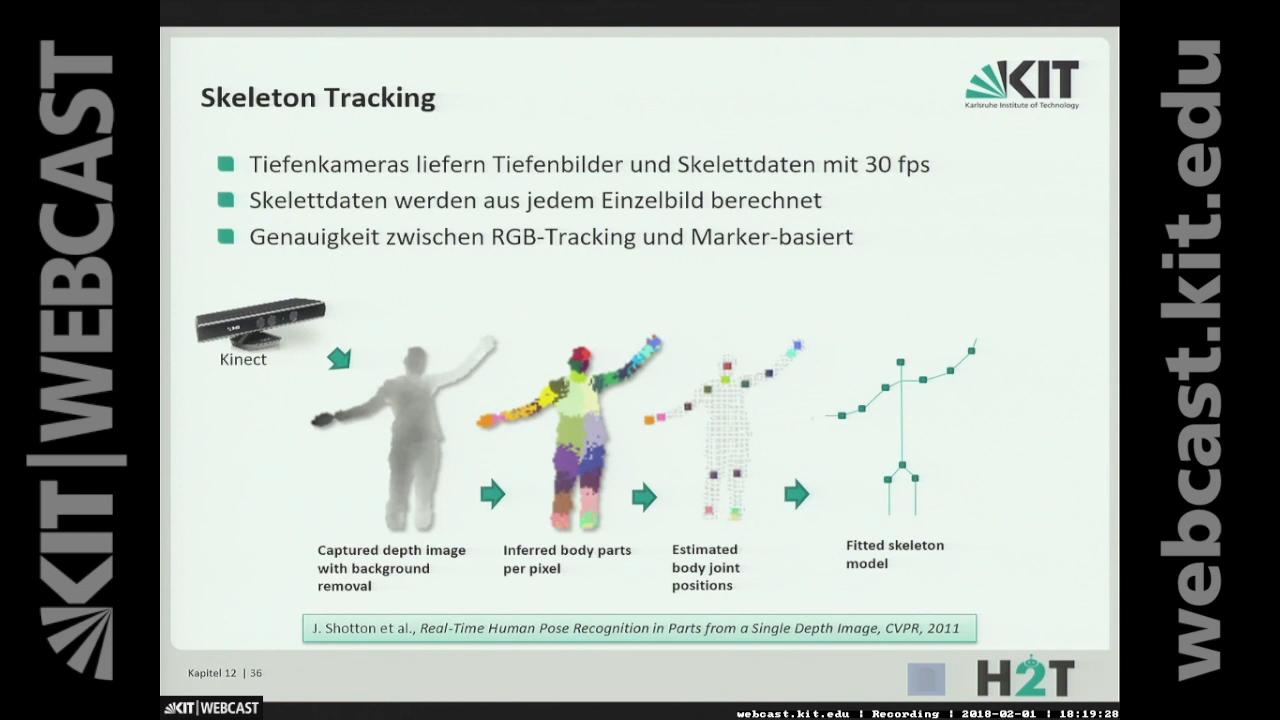 KIT | WEBCAST
Skeleton Tracking
KIT
Karlsruhe Institute of Technology
Tiefenkameras liefern Tiefenbilder und Skelettdaten mit 30 fps
Skelettdaten werden aus jedem Einzelbild berechnet
Genauigkeit zwischen RGB-Tracking und Marker-basiert
Kinect
Captured depth image
with background
removal
Inferred body parts
per pixel
Estimated
body joint
positions
Fitted skeleton
model
J. Shotton et al., Real-Time Human Pose Recognition in Parts from a Single Depth Image, CVPR, 2011
Kapitel 12 | 36
H2T
KIT | WEBCAST
webcast.kit.edu | Recording | 2018-02-01 | 18:19:28
webcast.kit.edu